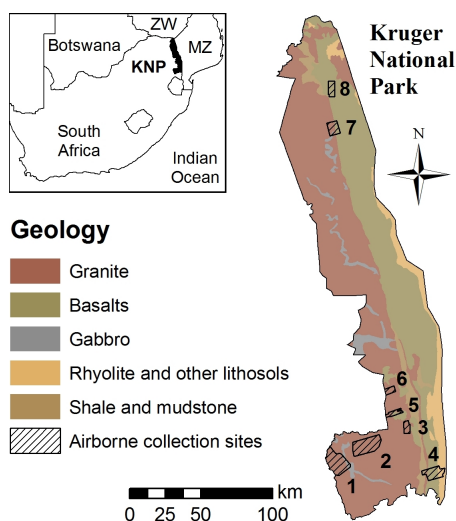 ZW
Botswana
MZ
KNP
South
Africa
Indian
Ocean
Kruger
National
Park
N
8
7
6
5
3
4
2
1
Geology
Granite
Basalts
Gabbro
Rhyolite and other lithosols
Shale and mudstone
Airborne collection sites
km
0 25 50 100